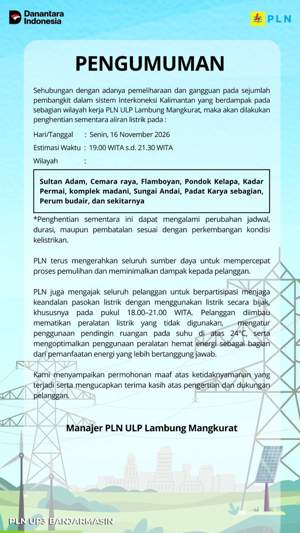 Danantara
Indonesia
PLN
PENGUMUMAN
Sehubungan dengan adanya pemeliharaan dan gangguan pada sejumlah
pembangkit dalam sistem Interkoneksi Kalimantan yang berdampak pada
sebagian wilayah kerja PLN ULP Lambung Mangkurat, maka akan dilakukan
penghentian sementara aliran listrik pada :
Hari/Tanggal : Senin, 16 November 2026
Estimasi Waktu : 19.00 WITA s.d. 21.30 WITA
Wilayah :
Sultan Adam, Cemara raya, Flamboyan, Pondok Kelapa, Kadar
Permai, komplek madani, Sungai Andai, Padat Karya sebagian,
Perum budair, dan sekitarnya
*Penghentian sementara ini dapat mengalami perubahan jadwal,
durasi, maupun pembatalan sesuai dengan perkembangan kondisi
kelistrikan.
PLN terus mengerahkan seluruh sumber daya untuk mempercepat
proses pemulihan dan meminimalkan dampak kepada pelanggan.
PLN juga mengajak seluruh pelanggan untuk berpartisipasi menjaga
keandalan pasokan listrik dengan menggunakan listrik secara bijak,
khususnya pada pukul 18.00–21.00 WITA. Pelanggan diimbau
mematikan peralatan listrik yang tidak digunakan, mengatur
penggunaan pendingin ruangan pada suhu di atas 24°C, serta
mengoptimalkan penggunaan peralatan hemat energi sebagai bagian
dari pemanfaatan energi yang lebih bertanggung jawab.
Kami menyampaikan permohonan maaf atas ketidaknyamanan yang
terjadi serta mengucapkan terima kasih atas pengertian dan dukungan
pelanggan.
Manajer PLN ULP Lambung Mangkurat
PLN UP3 BANJARMASIN